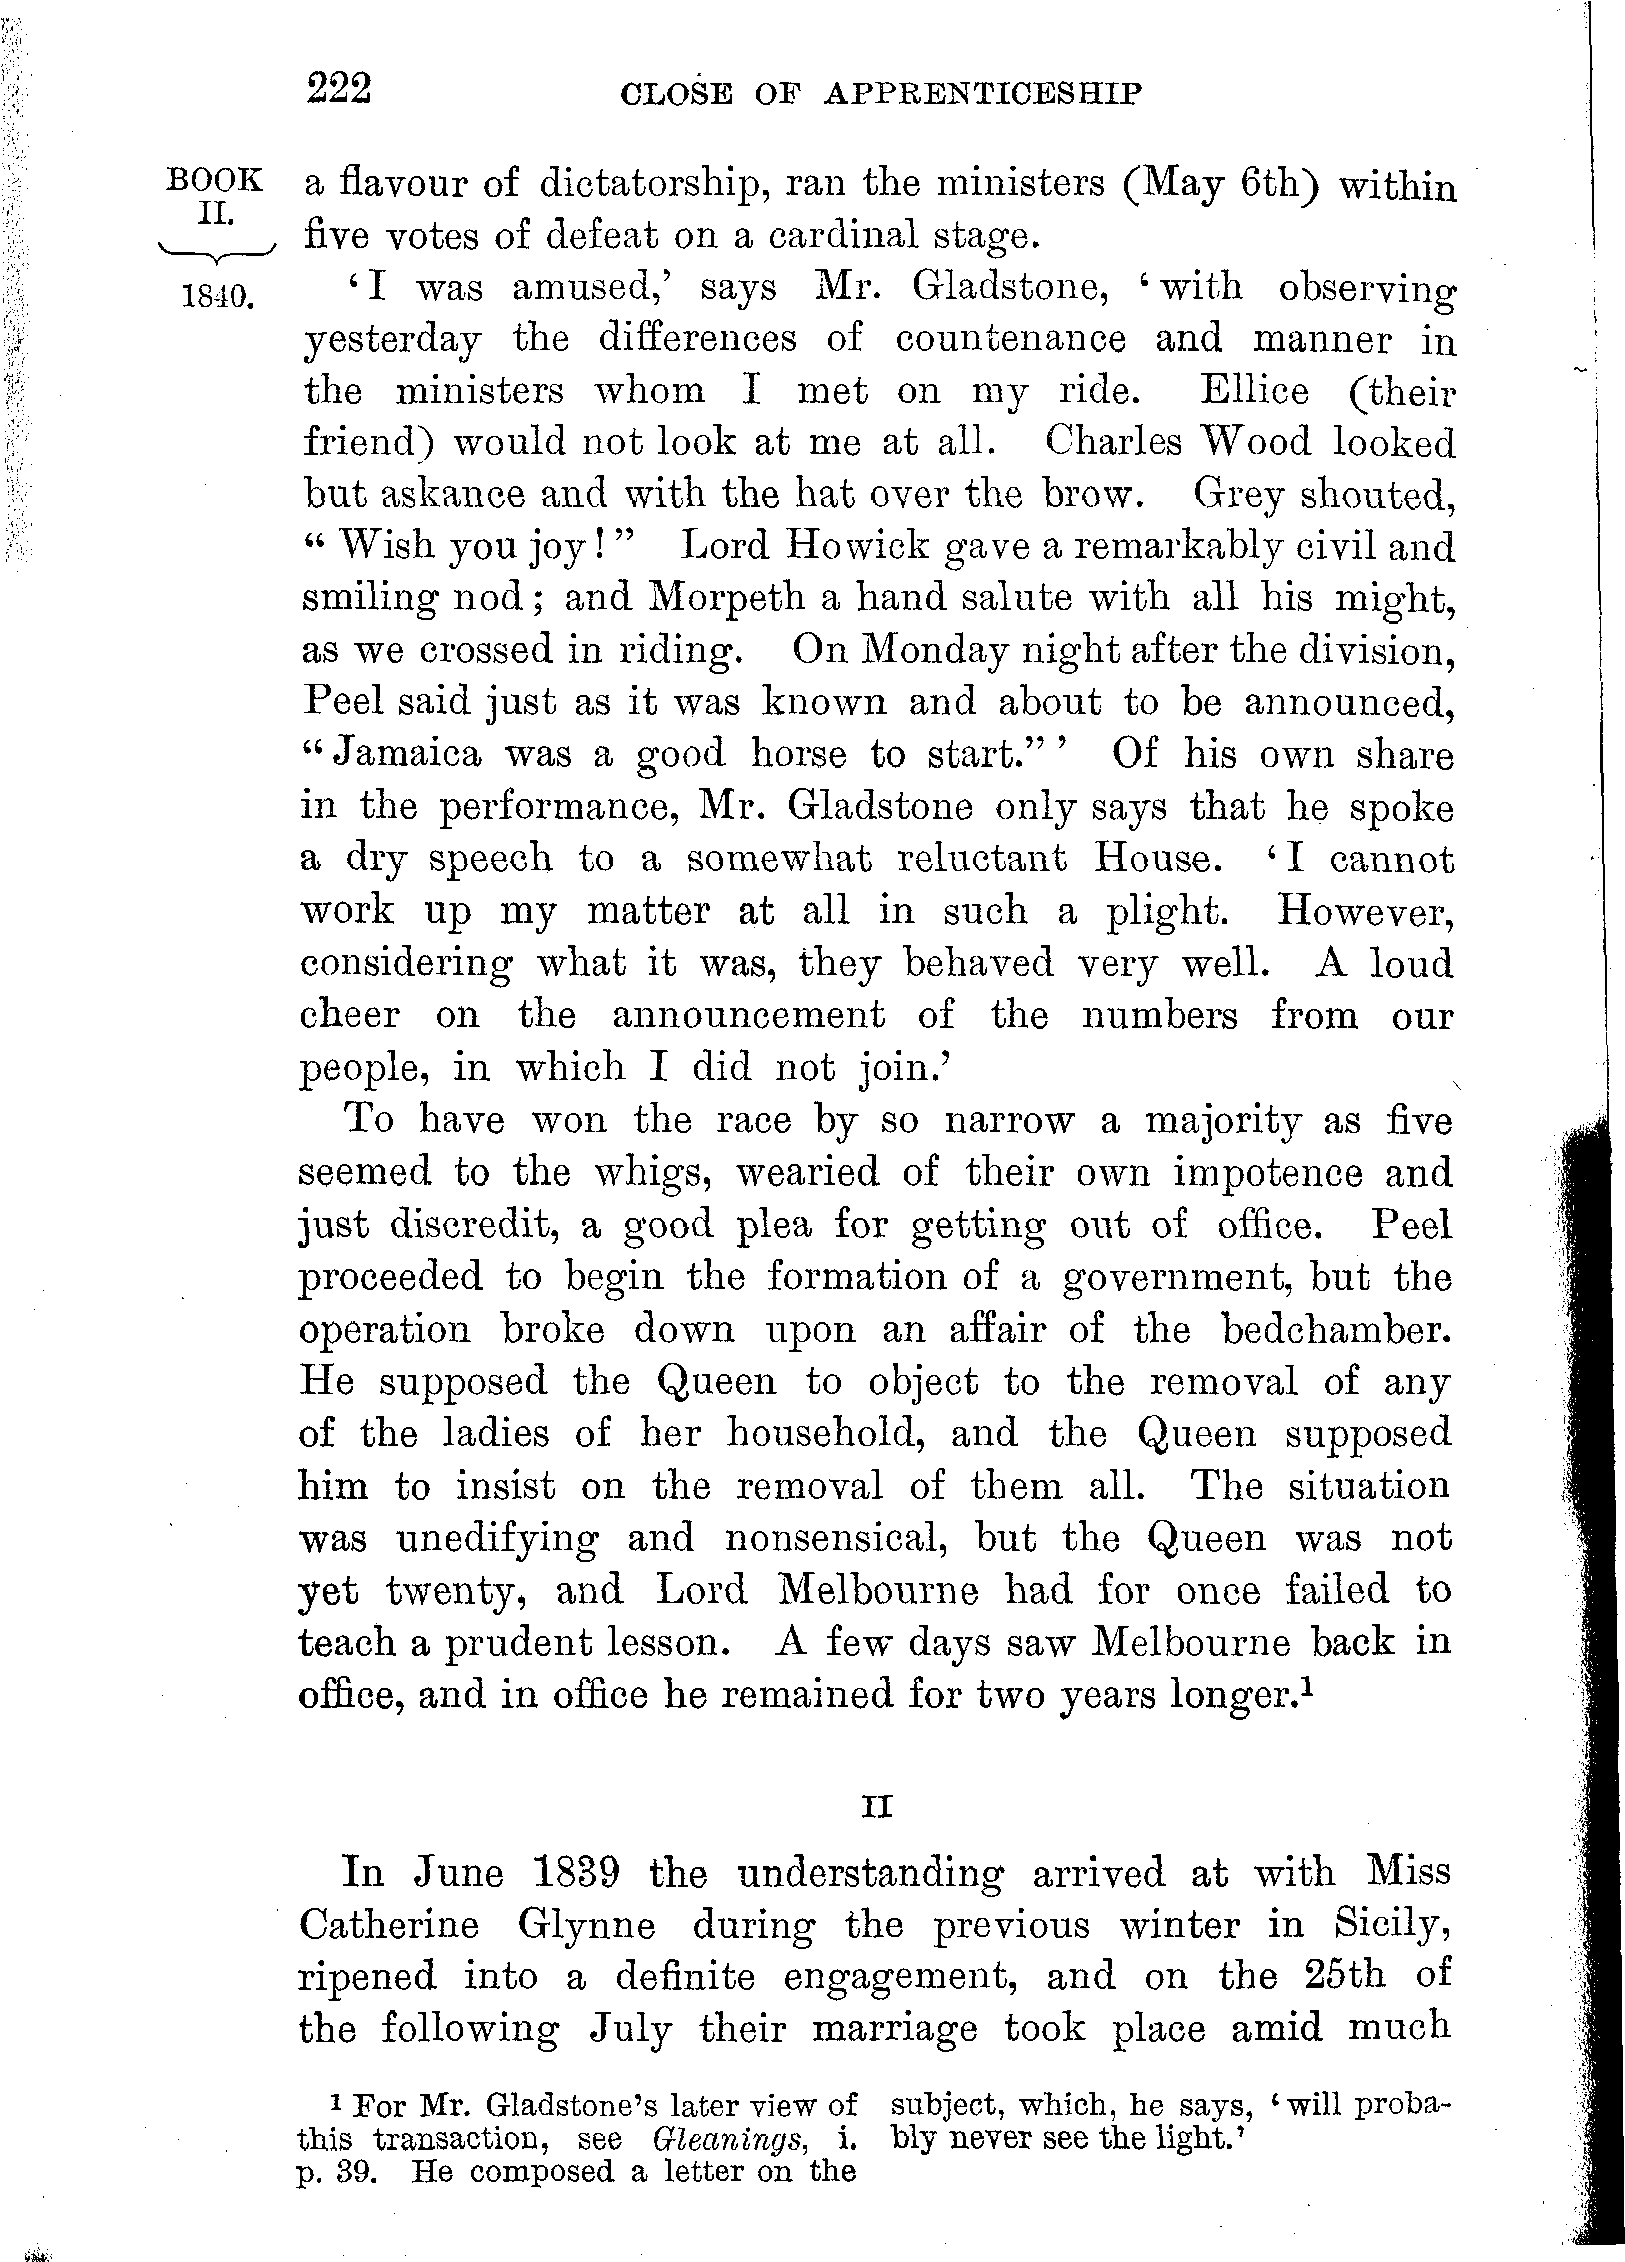 222 CLOSE OF APPRENTICESHIP
BOOK
II.
1840.
a flavour of dictatorship, ran the ministers (May 6th) within
five votes of defeat on a cardinal stage.
‘I was amused,’ says Mr. Gladstone, ‘with observing
yesterday the differences of countenance and manner in
the ministers whom I met on my ride. Ellice (their
friend) would not look at me at all. Charles Wood looked
but askance and with the hat over the brow. Grey shouted,
“Wish you joy!” Lord Howick gave a remarkably civil and
smiling nod; and Morpeth a hand salute with all his might,
as we crossed in riding. On Monday night after the division,
Peel said just as it was known and about to be announced,
“Jamaica was a good horse to start.”’ Of his own share
in the performance, Mr. Gladstone only says that he spoke
a dry speech to a somewhat reluctant House. ‘I cannot
work up my matter at all in such a plight. However,
considering what it was, they behaved very well. A loud
cheer on the announcement of the numbers from our
people, in which I did not join.’
To have won the race by so narrow a majority as five
seemed to the whigs, wearied of their own impotence and
just discredit, a good plea for getting out of office. Peel
proceeded to begin the formation of a government, but the
operation broke down upon an affair of the bedchamber.
He supposed the Queen to object to the removal of any
of the ladies of her household, and the Queen supposed
him to insist on the removal of them all. The situation
was unedifying and nonsensical, but the Queen was not
yet twenty, and Lord Melbourne had for once failed to
teach a prudent lesson. A few days saw Melbourne back in
office, and in office he remained for two years longer.¹
II
In June 1839 the understanding arrived at with Miss
Catherine Glynne during the previous winter in Sicily,
ripened into a definite engagement, and on the 25th of
the following July their marriage took place amid much
¹ For Mr. Gladstone’s later view of
this transaction, see Gleanings, i.
p. 39. He composed a letter on the
subject, which, he says, ‘will proba-
bly never see the light.’